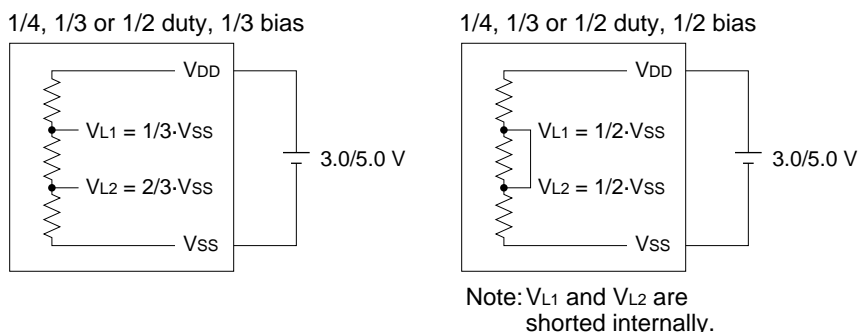 1/4, 1/3 or 1/2 duty, 1/3 bias
VDD
VL1 = 1/3·VSS
VL2 = 2/3·VSS
VSS
3.0/5.0 V
1/4, 1/3 or 1/2 duty, 1/2 bias
VDD
VL1 = 1/2·VSS
VL2 = 1/2·VSS
VSS
3.0/5.0 V
Note: VL1 and VL2 are
shorted internally.